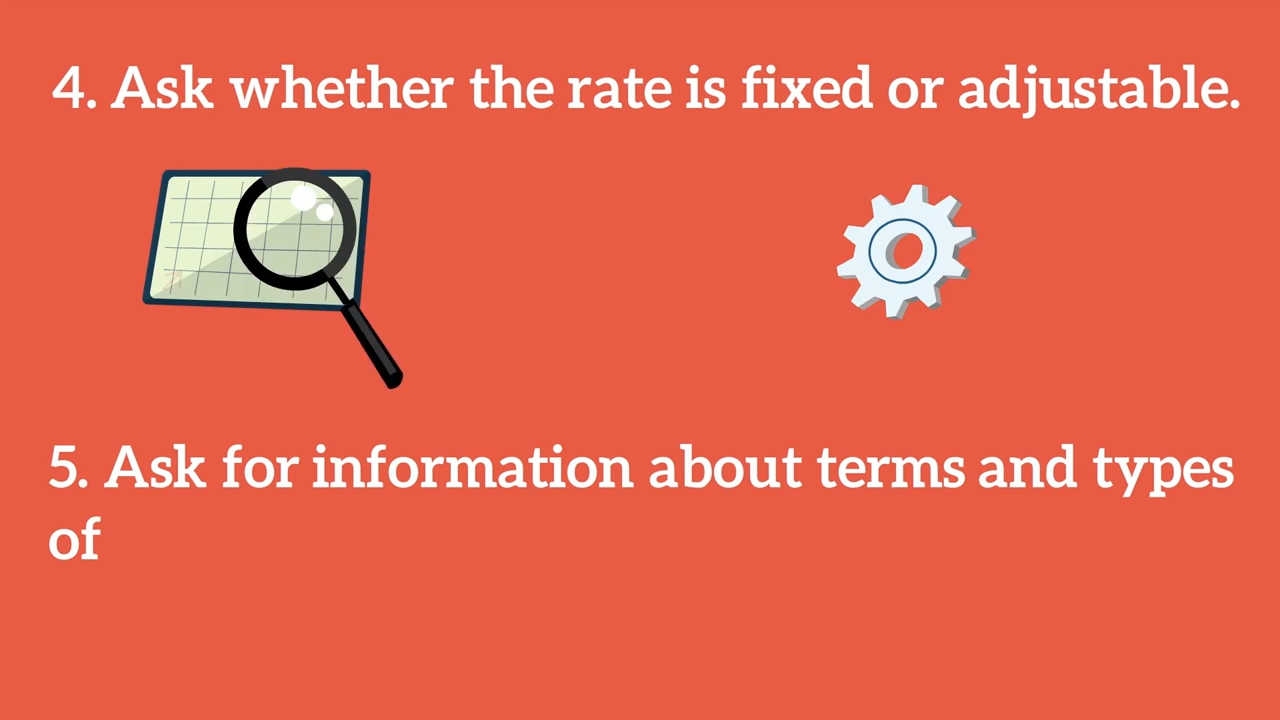 4. Ask whether the rate is fixed or adjustable.
5. Ask for information about terms and types
of